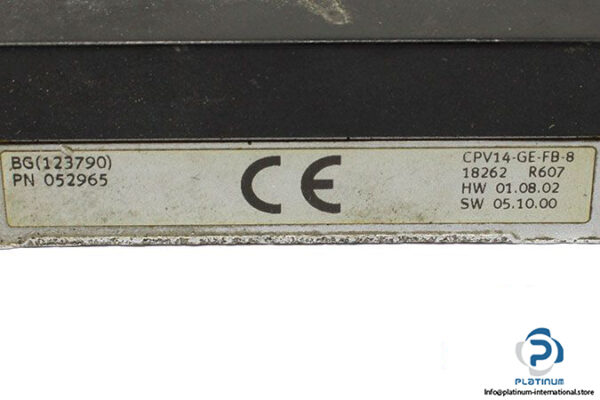 BG(123790)
PN 052965
CE
CPV14-GE-FB-8
18262 R607
HW 01.08.02
SW 05.10.00
PLATINUM
info@platinum-international.store